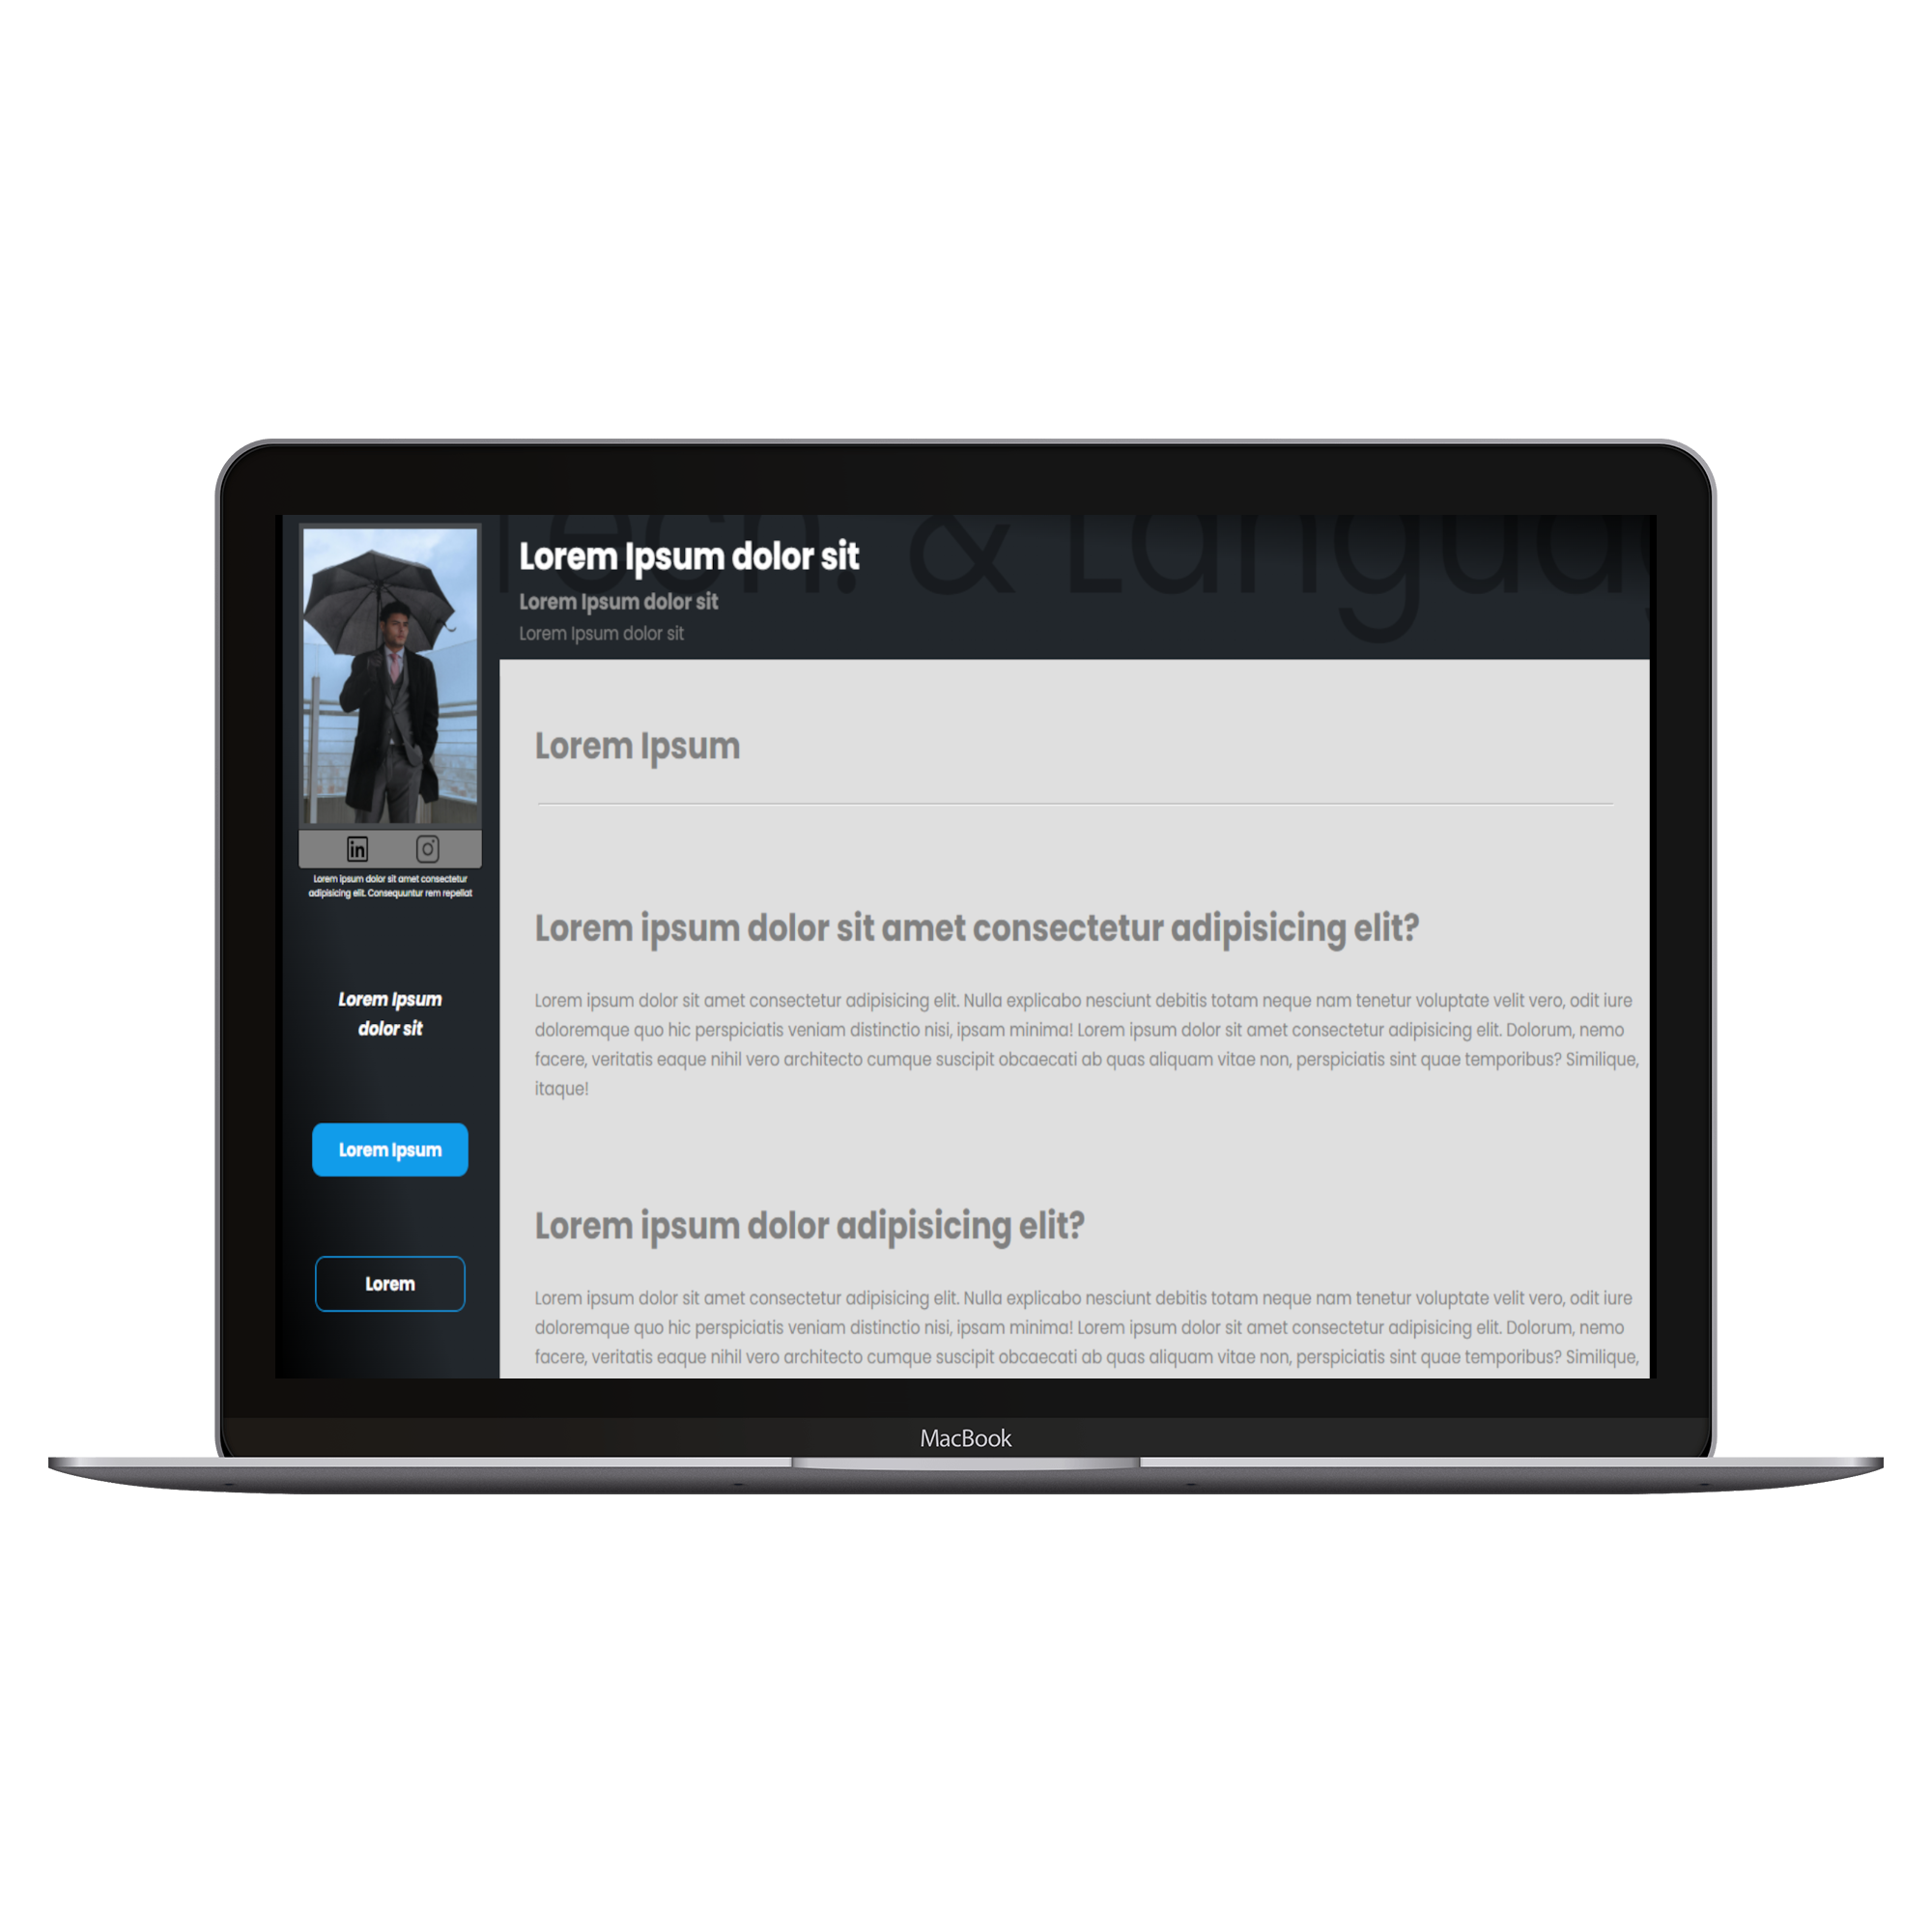 Tech. & Languag
Lorem Ipsum dolor sit
Lorem Ipsum dolor sit
Lorem Ipsum dolor sit
in
Lorem ipsum dolor sit amet consectetur
adipisicing elit. Consequuntur rem repellat
Lorem Ipsum
dolor sit
Lorem Ipsum
Lorem
Lorem Ipsum
Lorem ipsum dolor sit amet consectetur adipisicing elit?
Lorem ipsum dolor sit amet consectetur adipisicing elit. Nulla explicabo nesciunt debitis totam neque nam tenetur voluptate velit vero, odit iure
doloremque quo hic perspiciatis veniam distinctio nisi, ipsam minima! Lorem ipsum dolor sit amet consectetur adipisicing elit. Dolorum, nemo
facere, veritatis eaque nihil vero architecto cumque suscipit obcaecati ab quas aliquam vitae non, perspiciatis sint quae temporibus? Similique,
itaque!
Lorem ipsum dolor adipisicing elit?
Lorem ipsum dolor sit amet consectetur adipisicing elit. Nulla explicabo nesciunt debitis totam neque nam tenetur voluptate velit vero, odit iure
doloremque quo hic perspiciatis veniam distinctio nisi, ipsam minima! Lorem ipsum dolor sit amet consectetur adipisicing elit. Dolorum, nemo
facere, veritatis eaque nihil vero architecto cumque suscipit obcaecati ab quas aliquam vitae non, perspiciatis sint quae temporibus? Similique,
MacBook